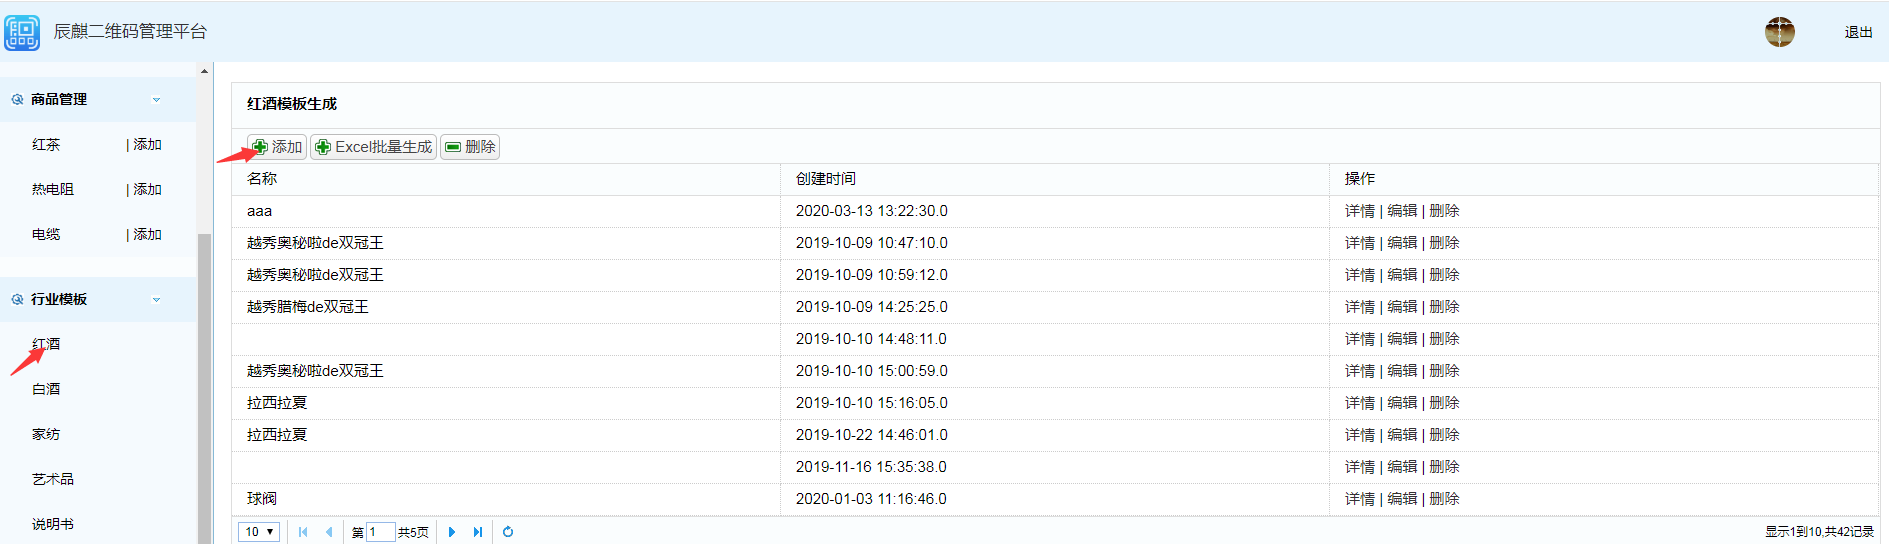 辰麒二维码管理平台
退出
商品管理
红茶 | 添加
热电阻 | 添加
电缆 | 添加
行业模板
红酒
白酒
家纺
艺术品
说明书
红酒模板生成
添加 Excel批量生成 删除
名称 创建时间 操作
aaa 2020-03-13 13:22:30.0 详情 | 编辑 | 删除
越秀奥秘啦de双冠王 2019-10-09 10:47:10.0 详情 | 编辑 | 删除
越秀奥秘啦de双冠王 2019-10-09 10:59:12.0 详情 | 编辑 | 删除
越秀腊梅de双冠王 2019-10-09 14:25:25.0 详情 | 编辑 | 删除
2019-10-10 14:48:11.0 详情 | 编辑 | 删除
越秀奥秘啦de双冠王 2019-10-10 15:00:59.0 详情 | 编辑 | 删除
拉西拉夏 2019-10-10 15:16:05.0 详情 | 编辑 | 删除
拉西拉夏 2019-10-22 14:46:01.0 详情 | 编辑 | 删除
2019-11-16 15:35:38.0 详情 | 编辑 | 删除
球阀 2020-01-03 11:16:46.0 详情 | 编辑 | 删除
10 第 1 共5页 显示1到10,共42记录